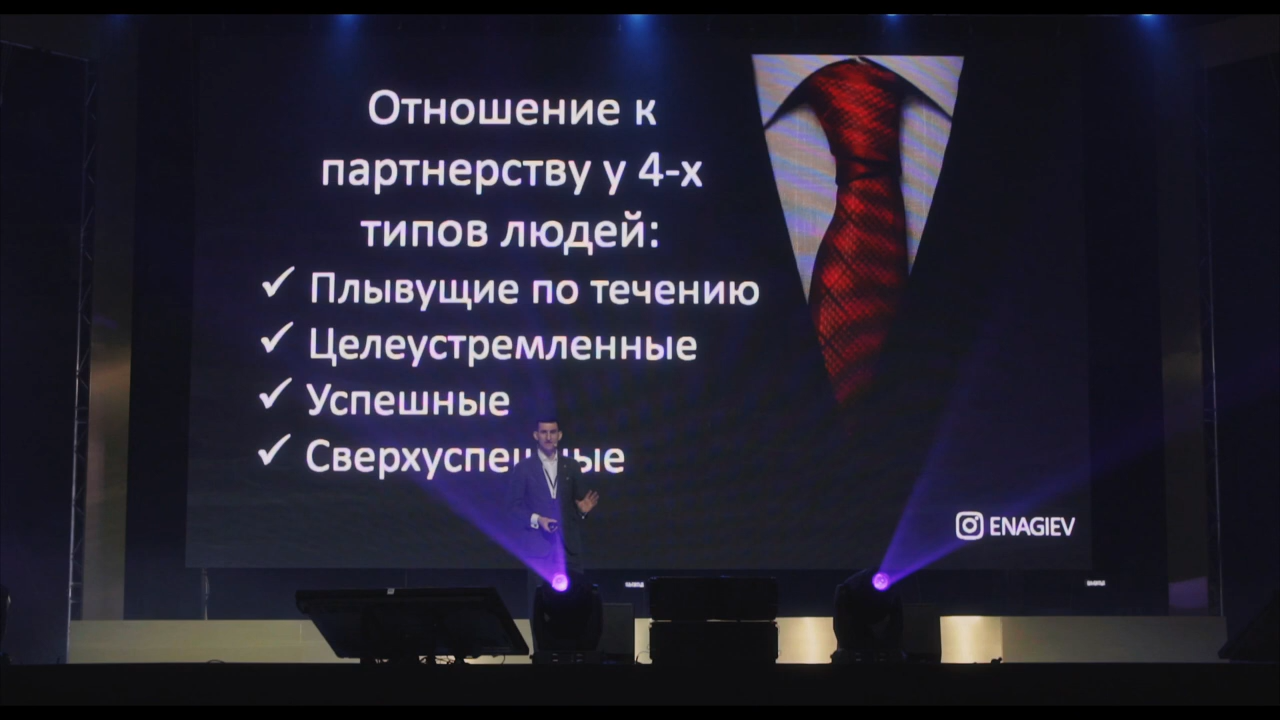 Отношение к
партнерству у 4-х
типов людей:
✓ Плывущие по течению
✓ Целеустремленные
✓ Успешные
✓ Сверхуспешные
ENAGIEV